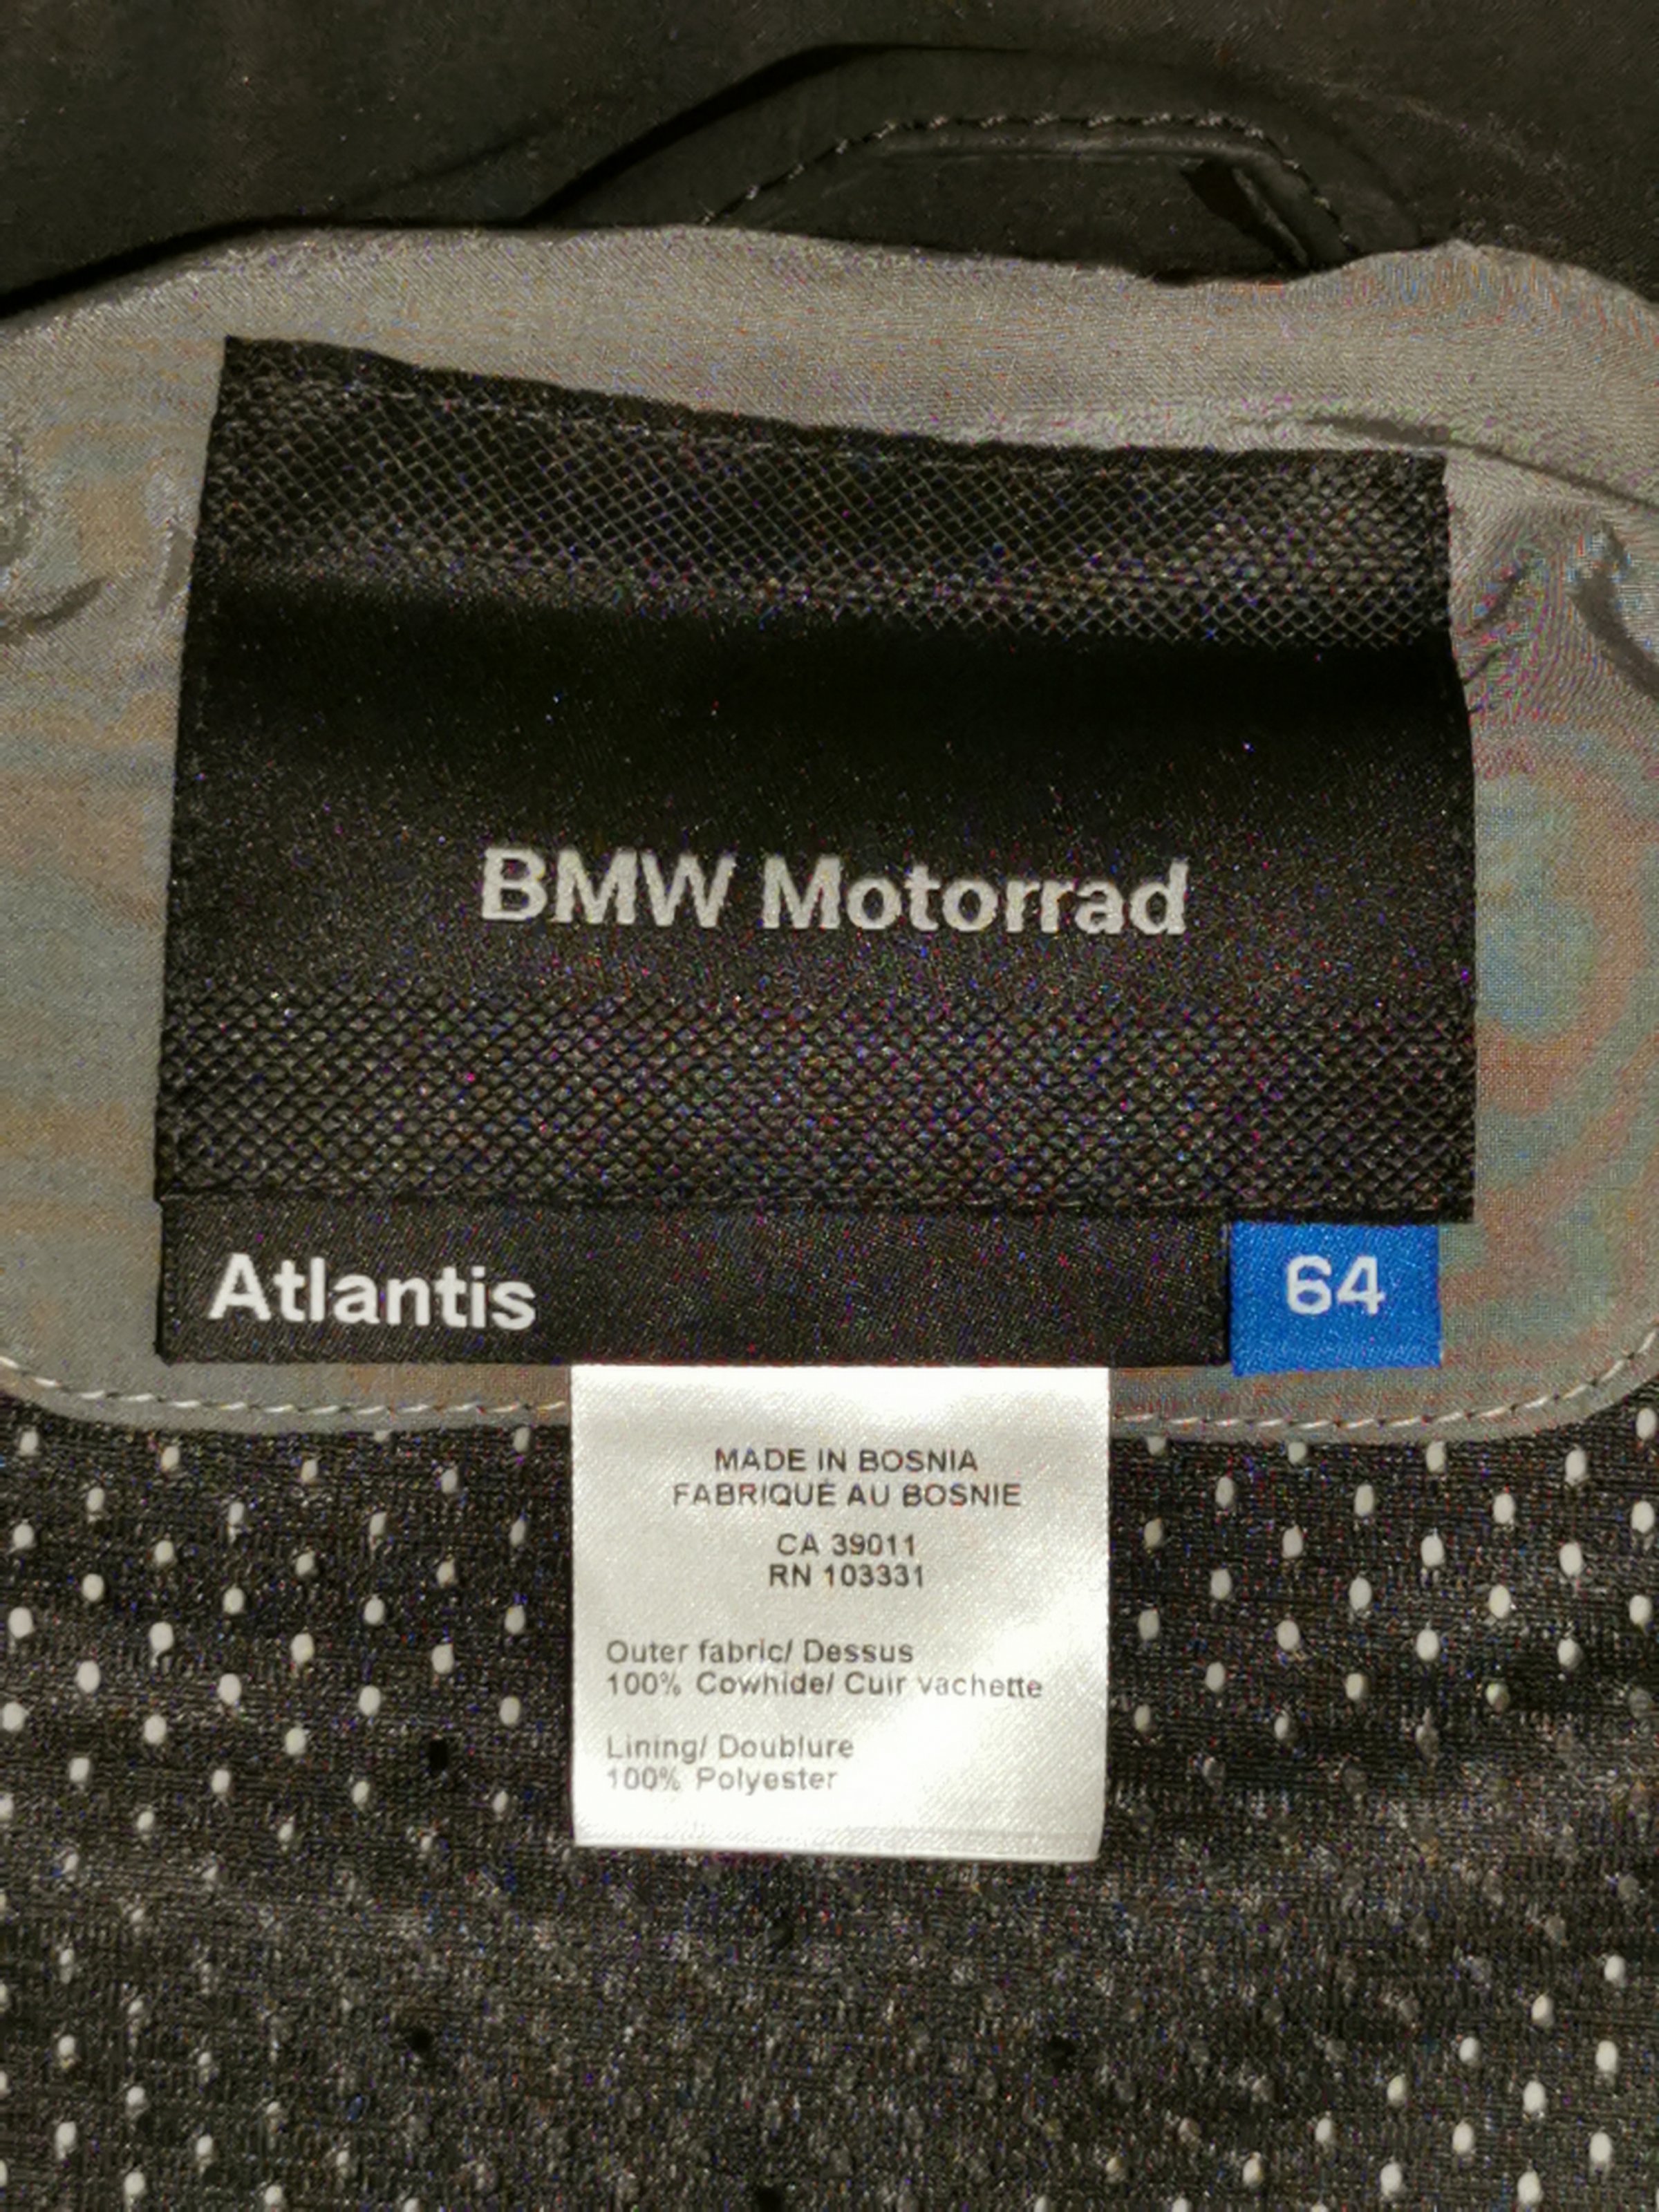 BMW Motorrad
Atlantis
64
MADE IN BOSNIA
FABRIQUÉ AU BOSNIE
CA 39011
RN 103331
Outer fabric/ Dessus
100% Cowhide/ Cuir vachette
Lining/ Doublure
100% Polyester